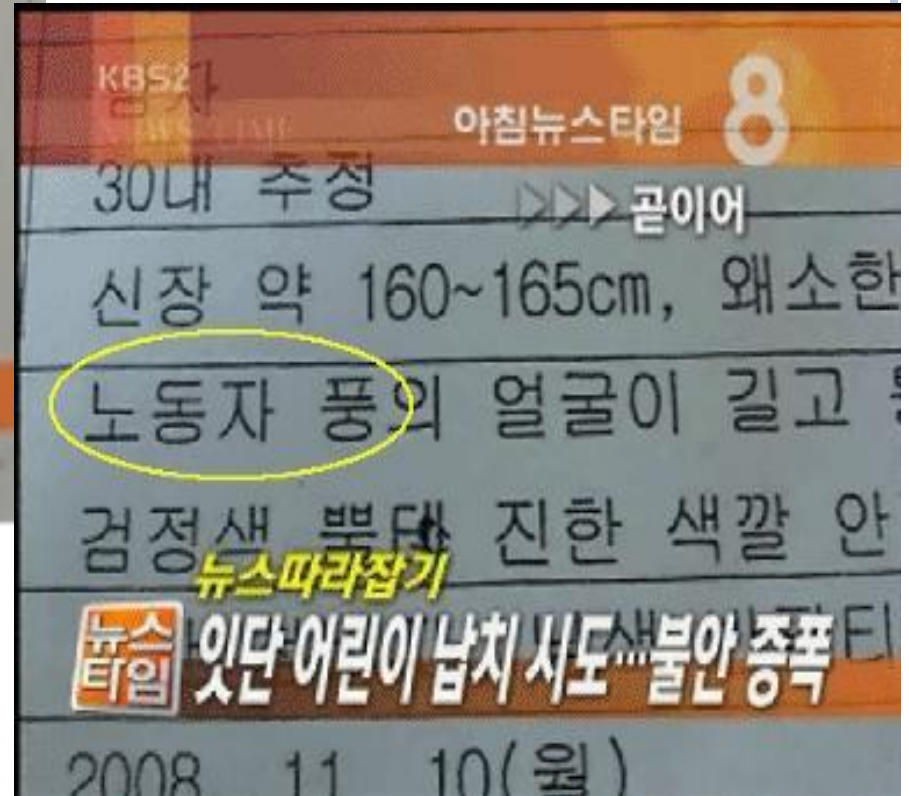 KBS2
아침뉴스타임 8
30내 추정
▷▷▷ 곧이어
신장 약 160~165cm, 왜소한
노동자 풍의 얼굴이 길고
검정색 뿔테 진한 색깔 안
뉴스따라잡기
뉴스
타임
잇단 어린이 납치 시도…불안 증폭
2008. 11. 10(월)